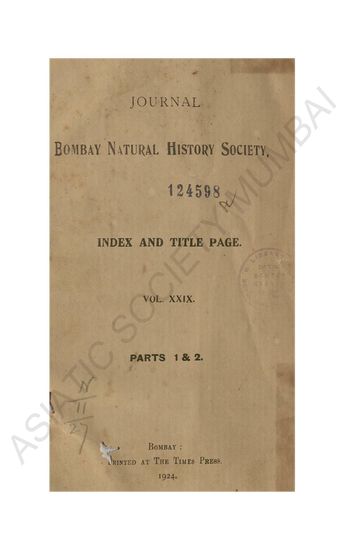 JOURNAL
BOMBAY NATURAL HISTORY SOCIETY.
124598
INDEX AND TITLE PAGE.
VOL. XXIX.
PARTS 1 & 2.
BOMBAY:
PRINTED AT THE TIMES PRESS.
1924.
ASIATIC SOCIETY MUMBAI